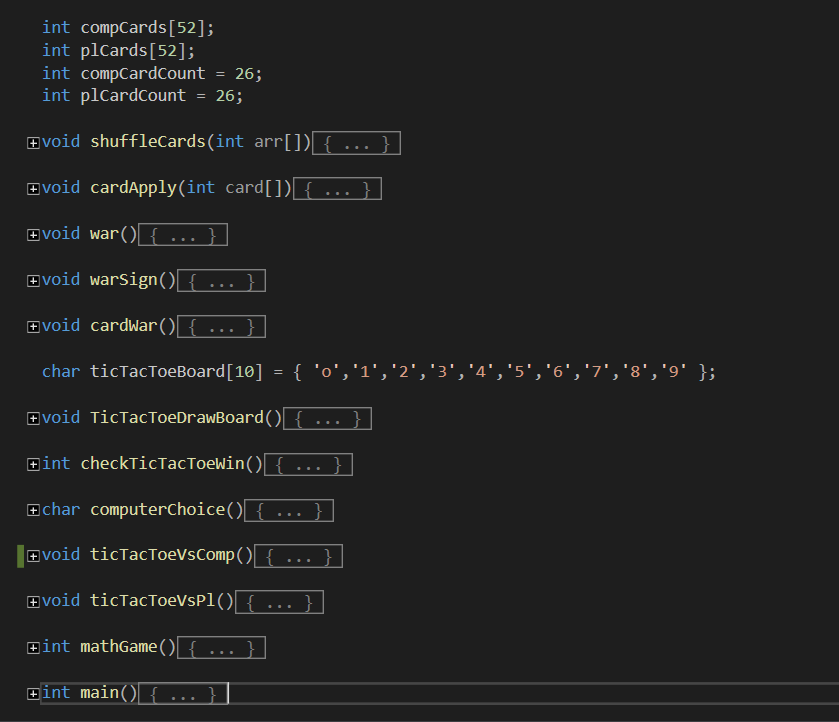 int compCards[52];
int plCards[52];
int compCardCount = 26;
int plCardCount = 26;
void shuffleCards(int arr[]){ ... }
void cardApply(int card[]){ ... }
void war(){ ... }
void warSign(){ ... }
void cardWar(){ ... }
char ticTacToeBoard[10] = { 'o','1','2','3','4','5','6','7','8','9' };
void TicTacToeDrawBoard(){ ... }
int checkTicTacToeWin(){ ... }
char computerChoice(){ ... }
void ticTacToeVsComp(){ ... }
void ticTacToeVsPl(){ ... }
int mathGame(){ ... }
int main(){ ... }